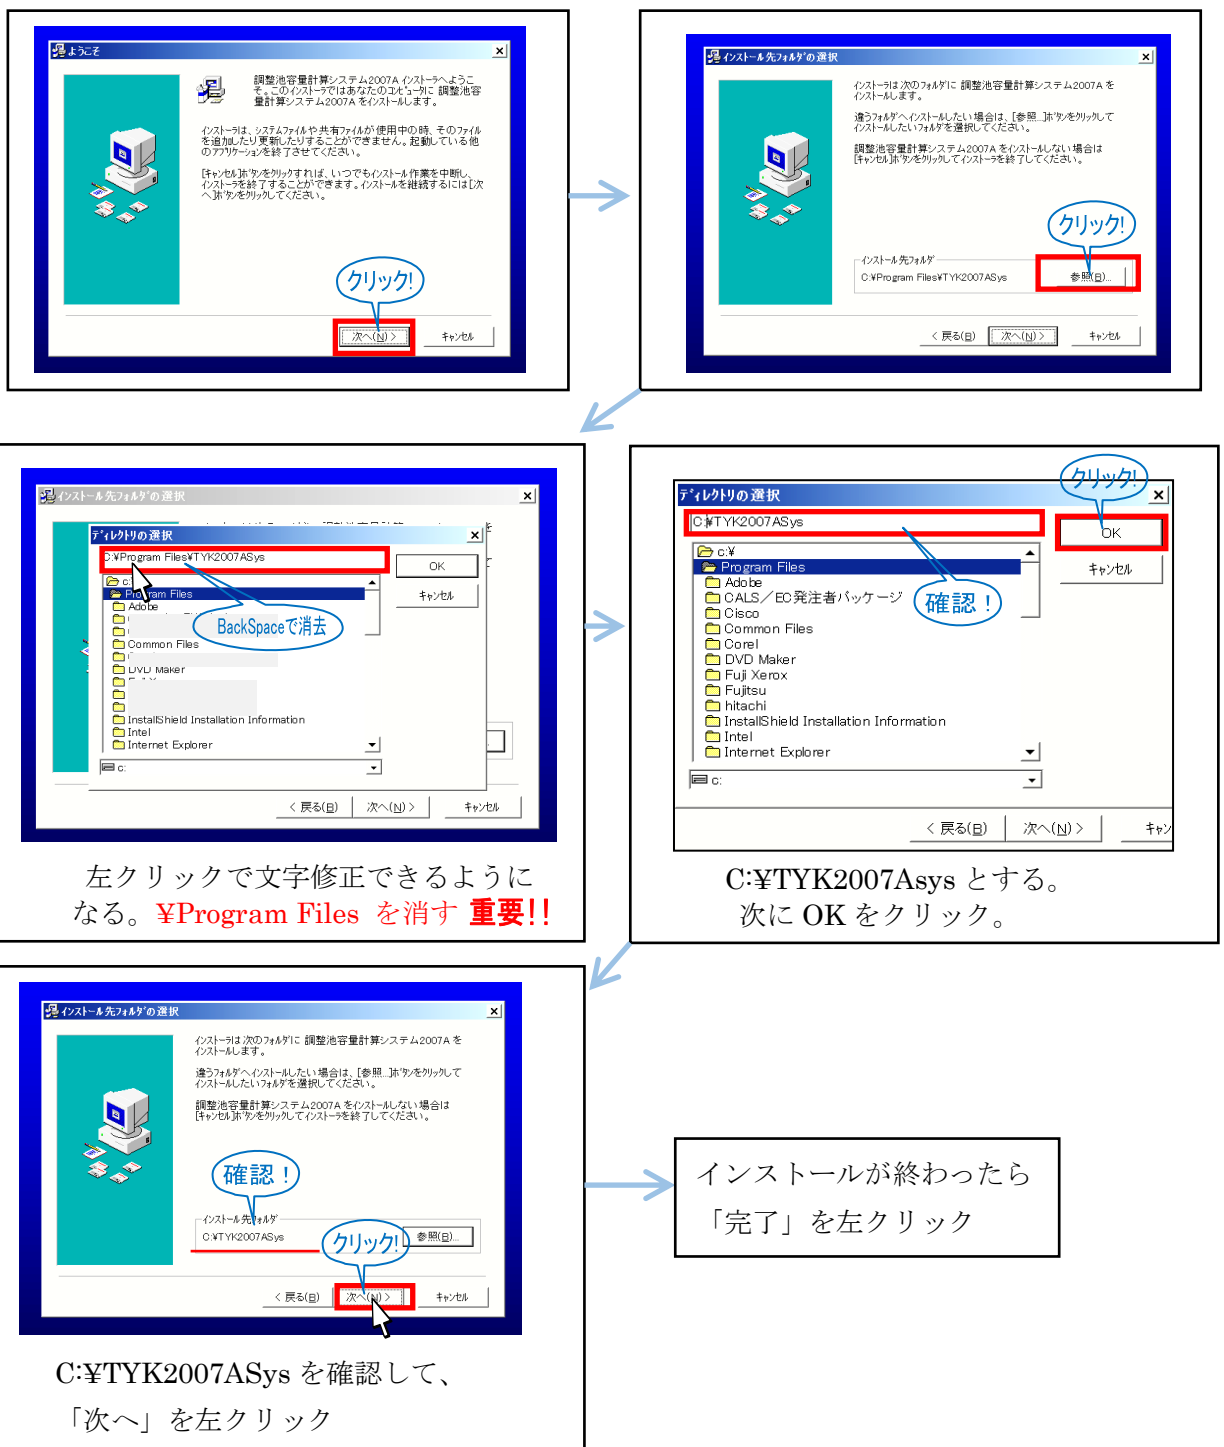 ようこそ
調整池容量計算システム2007A インストーラへようこ
そ。このインストーラではあなたのコンピュータに 調整池容
量計算システム2007A をインストールします。
インストーラは、システムファイルや共有ファイルが使用中の時、そのファイル
を追加したり更新したりすることができません。起動している他
のアプリケーションを終了させてください。
[キャンセル]ボタンをクリックすれば、いつでもインストール作業を中断し、
インストーラを終了することができます。インストールを継続するには[次
へ]ボタンをクリックしてください。
クリック!
次へ(N) >
キャンセル
インストール先フォルダの選択
インストーラは次のフォルダに 調整池容量計算システム2007A を
インストールします。
違うフォルダへインストールしたい場合は、[参照...]ボタンをクリックして
インストールしたいフォルダを選択してください。
調整池容量計算システム2007A をインストールしない場合は
[キャンセル]ボタンをクリックしてインストーラを終了してください。
クリック!
インストール先フォルダ
C:¥Program Files¥TYK2007ASys
参照(B)...
< 戻る(B)
次へ(N) >
キャンセル
インストール先フォルダの選択
ディレクトリの選択
C:¥Program Files¥TYK2007ASys
OK
キャンセル
Program Files
Adobe
BackSpaceで消去
Common Files
DVD Maker
InstallShield Installation Information
Intel
Internet Explorer
c:
< 戻る(B)
次へ(N) >
キャンセル
左クリックで文字修正できるように
なる。¥Program Files を消す 重要!!
クリック!
ディレクトリの選択
C:¥TYK2007ASys
OK
キャンセル
c:¥
Program Files
Adobe
CALS/EC発注者パッケージ
確認！
Cisco
Common Files
Corel
DVD Maker
Fuji Xerox
Fujitsu
hitachi
InstallShield Installation Information
Intel
Internet Explorer
c:
< 戻る(B)
次へ(N) >
キャン
C:¥TYK2007Asys とする。
次に OK をクリック。
インストール先フォルダの選択
インストーラは次のフォルダに 調整池容量計算システム2007A を
インストールします。
違うフォルダへインストールしたい場合は、[参照...]ボタンをクリックして
インストールしたいフォルダを選択してください。
調整池容量計算システム2007A をインストールしない場合は
[キャンセル]ボタンをクリックしてインストーラを終了してください。
確認！
インストール先フォルダ
C:¥TYK2007ASys
クリック!
参照(B)...
< 戻る(B)
次へ(N) >
キャンセル
C:¥TYK2007ASys を確認して、
「次へ」を左クリック
インストールが終わったら
「完了」を左クリック